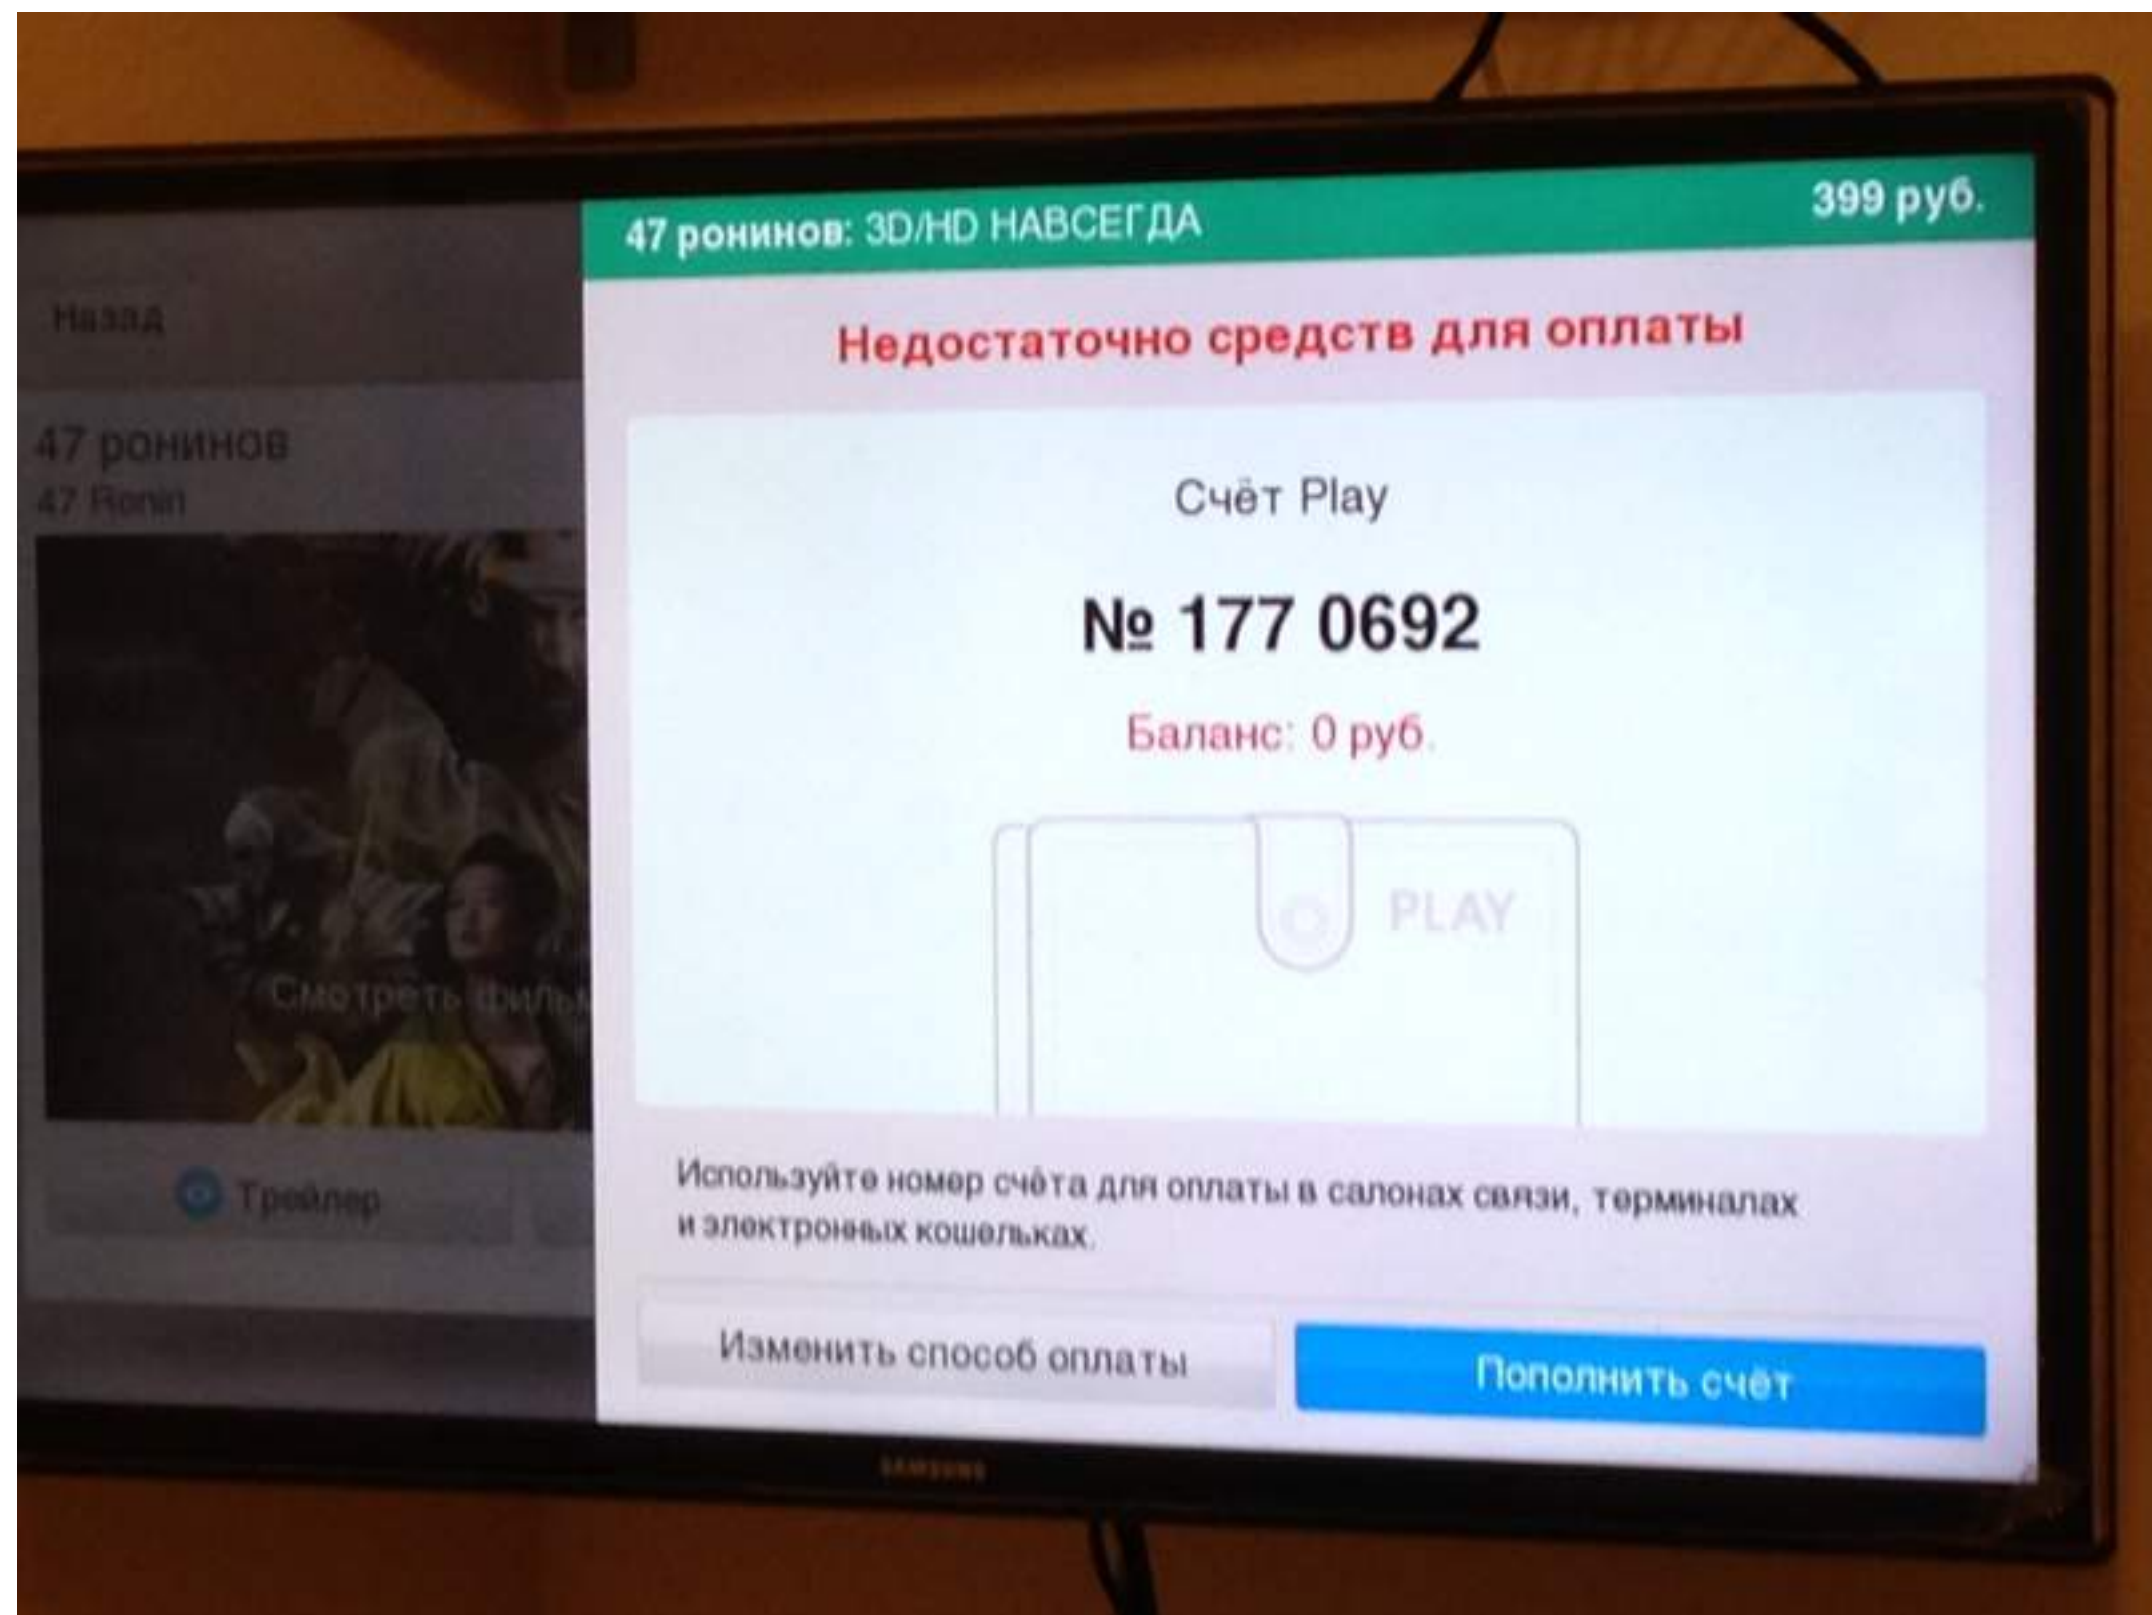 47 ронинов: 3D/HD НАВСЕГДА
399 руб.
Недостаточно средств для оплаты
Назад
47 ронинов
47 Ronin
Смотреть фильм
Трейлер
Счёт Play
№ 177 0692
Баланс: 0 руб.
PLAY
Используйте номер счёта для оплаты в салонах связи, терминалах
и электронных кошельках.
Изменить способ оплаты
Пополнить счёт
SAMSUNG